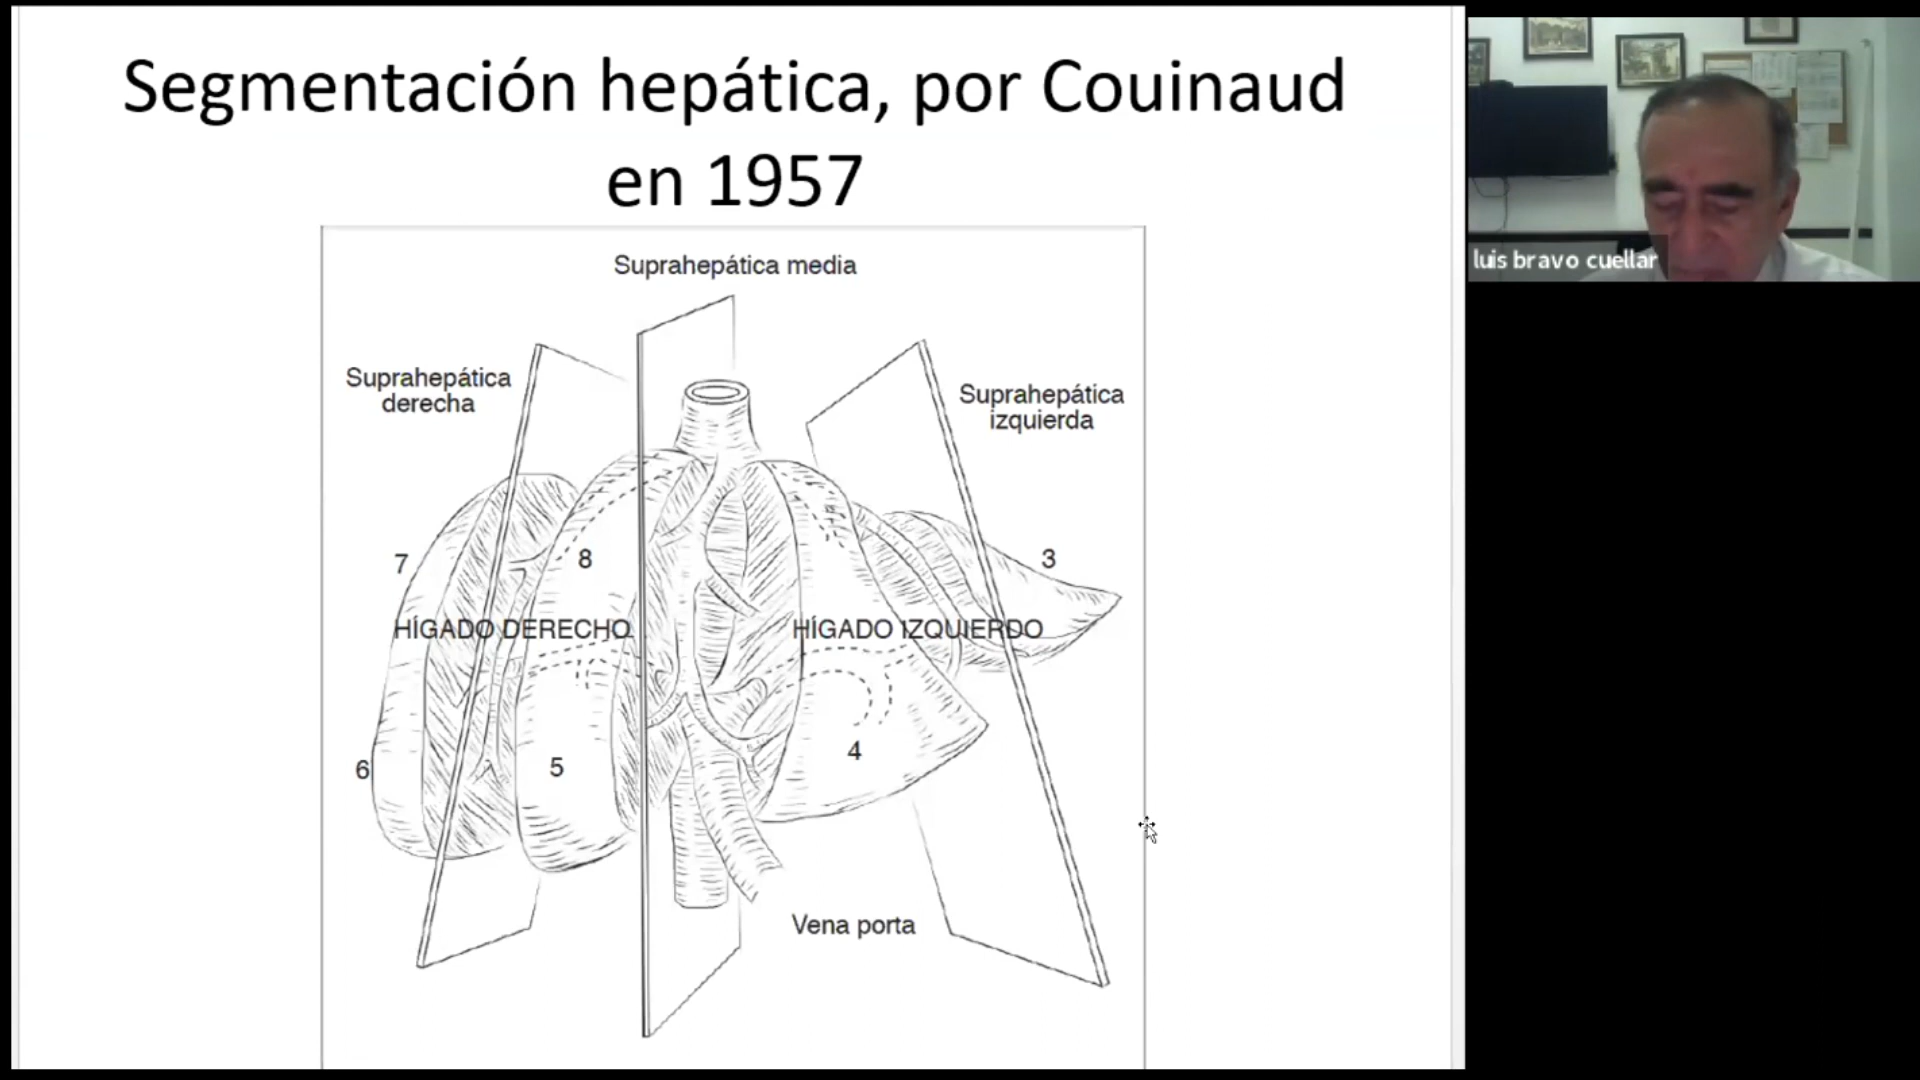 Segmentación hepática, por Couinaud
en 1957
Suprahepática media
Suprahepática
derecha
Suprahepática
izquierda
7
8
3
HÍGADO DERECHO
HÍGADO IZQUIERDO
6
5
4
Vena porta
luis bravo cuellar